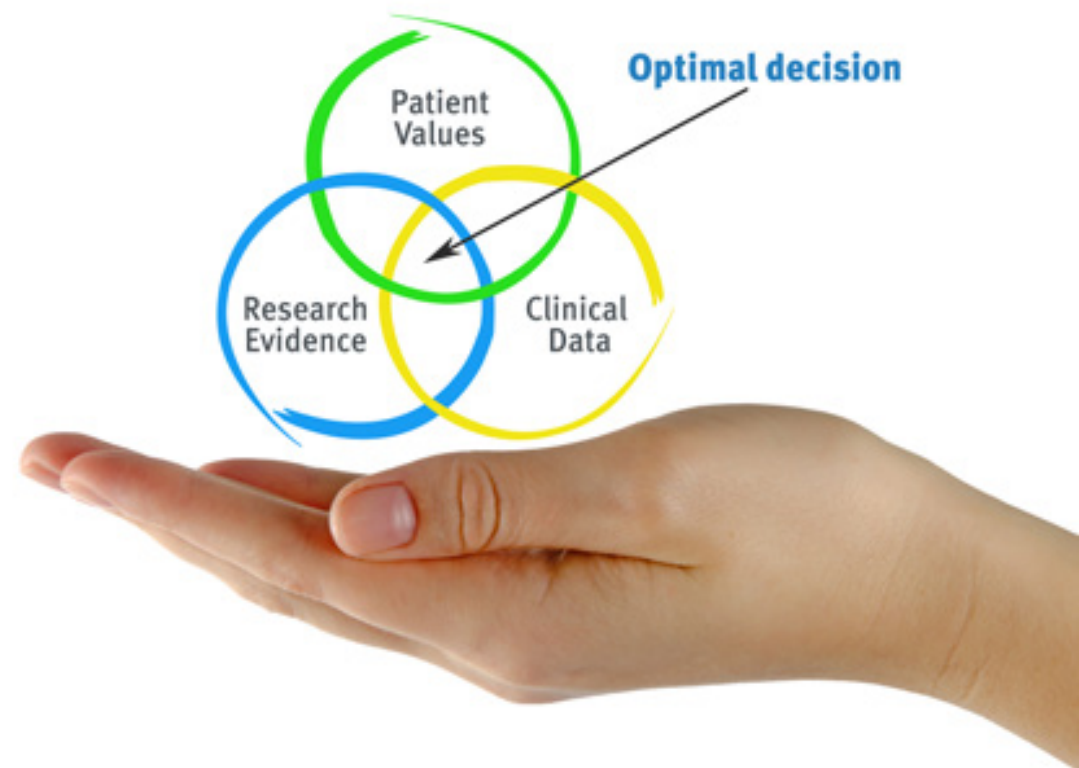 Optimal decision
Patient
Values
Research
Evidence
Clinical
Data